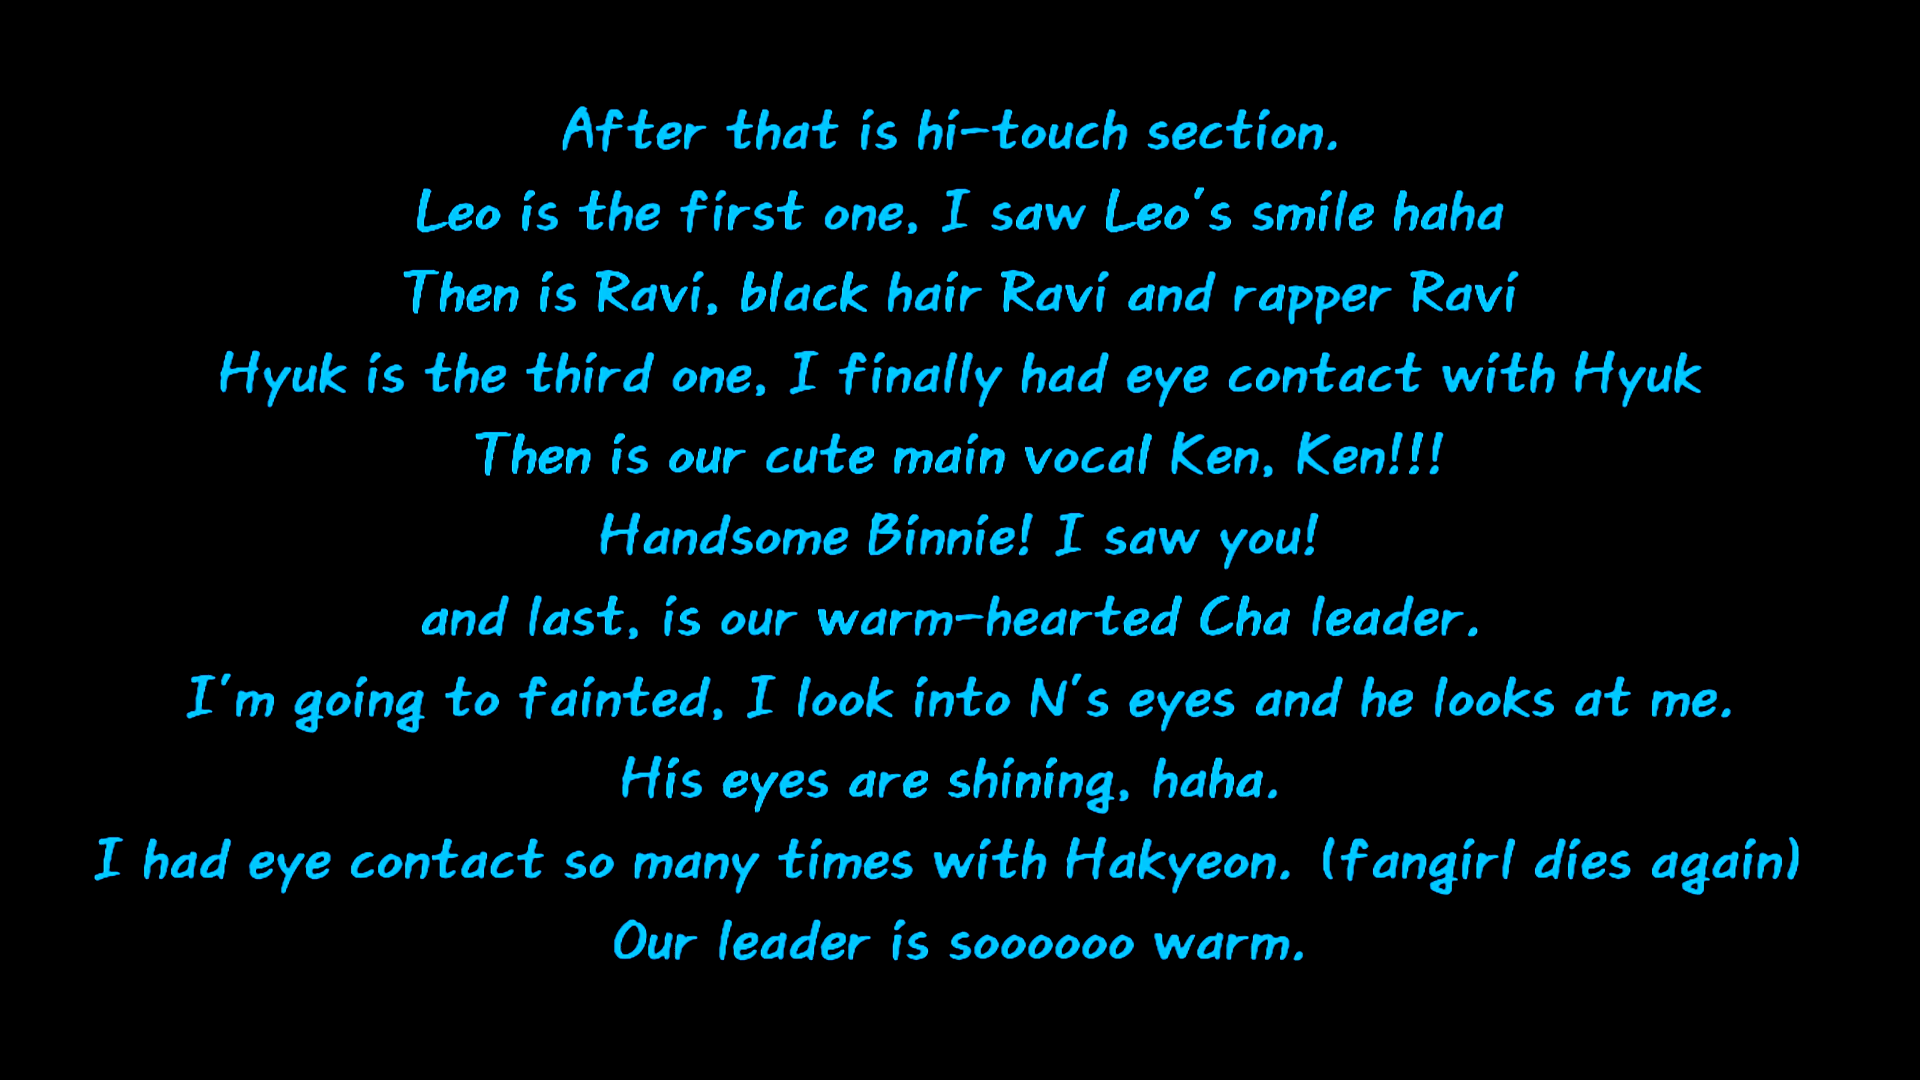 After that is hi-touch section.
Leo is the first one, I saw Leo's smile haha
Then is Ravi, black hair Ravi and rapper Ravi
Hyuk is the third one, I finally had eye contact with Hyuk
Then is our cute main vocal Ken, Ken!!!
Handsome Binnie! I saw you!
and last, is our warm-hearted Cha leader.
I'm going to fainted, I look into N's eyes and he looks at me.
His eyes are shining, haha.
I had eye contact so many times with Hakyeon. (fangirl dies again)
Our leader is soooooo warm.